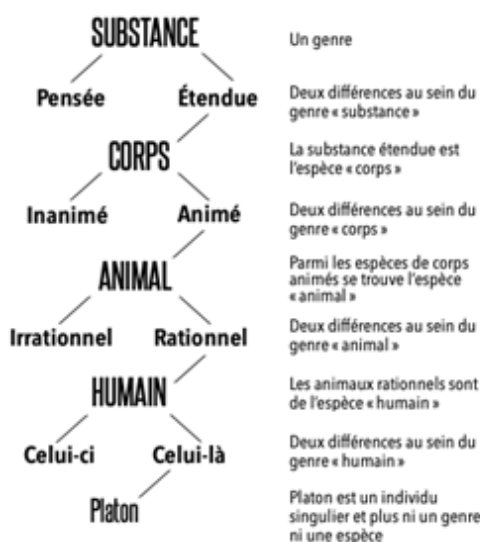 SUBSTANCE
Un genre
Pensée
Étendue
Deux différences au sein du
genre « substance »
CORPS
La substance étendue est
l'espèce « corps »
Inanimé
Animé
Deux différences au sein du
genre « corps »
ANIMAL
Parmi les espèces de corps
animés se trouve l'espèce
« animal »
Irrationnel
Rationnel
Deux différences au sein du
genre « animal »
HUMAIN
Les animaux rationnels sont
de l'espèce « humain »
Celui-ci
Celui-là
Deux différences au sein du
genre « humain »
Platon
Platon est un individu
singulier et plus ni un genre
ni une espèce